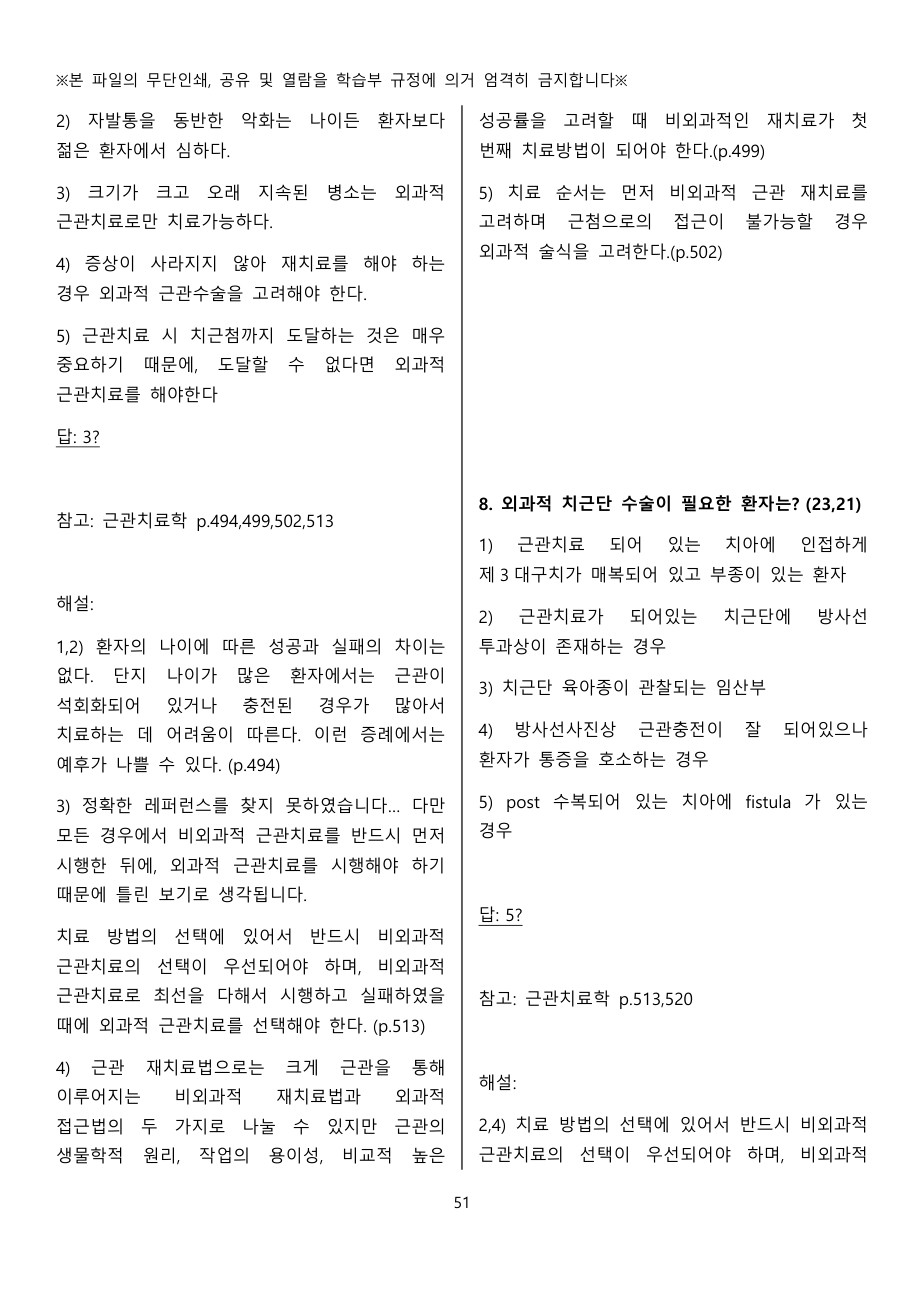 ※본 파일의 무단인쇄, 공유 및 열람을 학습부 규정에 의거 엄격히 금지합니다※
2) 자발통을 동반한 악화는 나이든 환자보다
젊은 환자에서 심하다.
3) 크기가 크고 오래 지속된 병소는 외과적
근관치료로만 치료가능하다.
4) 증상이 사라지지 않아 재치료를 해야 하는
경우 외과적 근관수술을 고려해야 한다.
5) 근관치료 시 치근첨까지 도달하는 것은 매우
중요하기 때문에, 도달할 수 없다면 외과적
근관치료를 해야한다
답: 3?
참고: 근관치료학 p.494,499,502,513
해설:
1,2) 환자의 나이에 따른 성공과 실패의 차이는
없다. 단지 나이가 많은 환자에서는 근관이
석회화되어 있거나 충전된 경우가 많아서
치료하는 데 어려움이 따른다. 이런 증례에서는
예후가 나쁠 수 있다. (p.494)
3) 정확한 레퍼런스를 찾지 못하였습니다... 다만
모든 경우에서 비외과적 근관치료를 반드시 먼저
시행한 뒤에, 외과적 근관치료를 시행해야 하기
때문에 틀린 보기로 생각됩니다.
치료 방법의 선택에 있어서 반드시 비외과적
근관치료의 선택이 우선되어야 하며, 비외과적
근관치료로 최선을 다해서 시행하고 실패하였을
때에 외과적 근관치료를 선택해야 한다. (p.513)
4) 근관 재치료법으로는 크게 근관을 통해
이루어지는 비외과적 재치료법과 외과적
접근법의 두 가지로 나눌 수 있지만 근관의
생물학적 원리, 작업의 용이성, 비교적 높은
성공률을 고려할 때 비외과적인 재치료가 첫
번째 치료방법이 되어야 한다.(p.499)
5) 치료 순서는 먼저 비외과적 근관 재치료를
고려하며 근첨으로의 접근이 불가능할 경우
외과적 술식을 고려한다.(p.502)
8. 외과적 치근단 수술이 필요한 환자는? (23,21)
1) 근관치료 되어 있는 치아에 인접하게
제 3 대구치가 매복되어 있고 부종이 있는 환자
2) 근관치료가 되어있는 치근단에 방사선
투과상이 존재하는 경우
3) 치근단 육아종이 관찰되는 임산부
4) 방사선사진상 근관충전이 잘 되어있으나
환자가 통증을 호소하는 경우
5) post 수복되어 있는 치아에 fistula 가 있는
경우
답: 5?
참고: 근관치료학 p.513,520
해설:
2,4) 치료 방법의 선택에 있어서 반드시 비외과적
근관치료의 선택이 우선되어야 하며, 비외과적
51